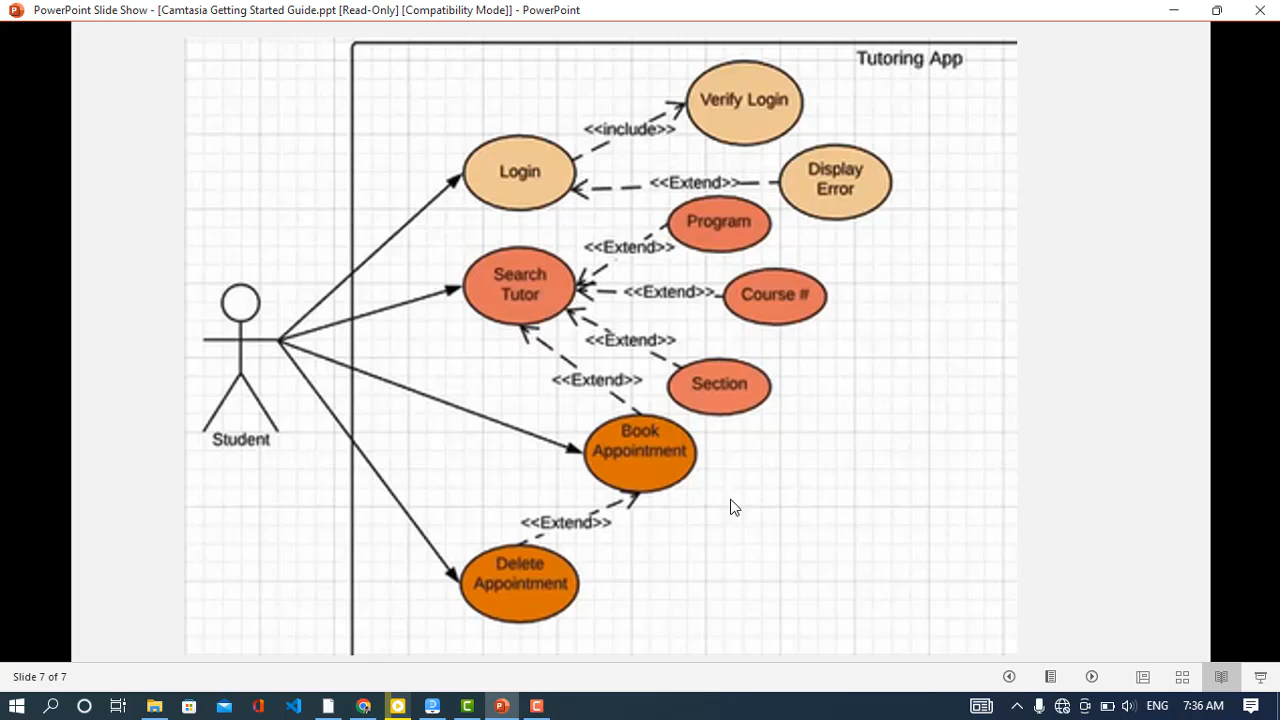 PowerPoint Slide Show - [Camtasia Getting Started Guide.ppt [Read-Only] [Compatibility Mode]] - PowerPoint
Tutoring App
Verify Login
<<include>>
Login
Display
Error
<<Extend>>
Program
<<Extend>>
Search
Tutor
<<Extend>>
Course #
<<Extend>>
Section
<<Extend>>
Book
Appointment
Student
<<Extend>>
Delete
Appointment
Slide 7 of 7
ENG
7:36 AM